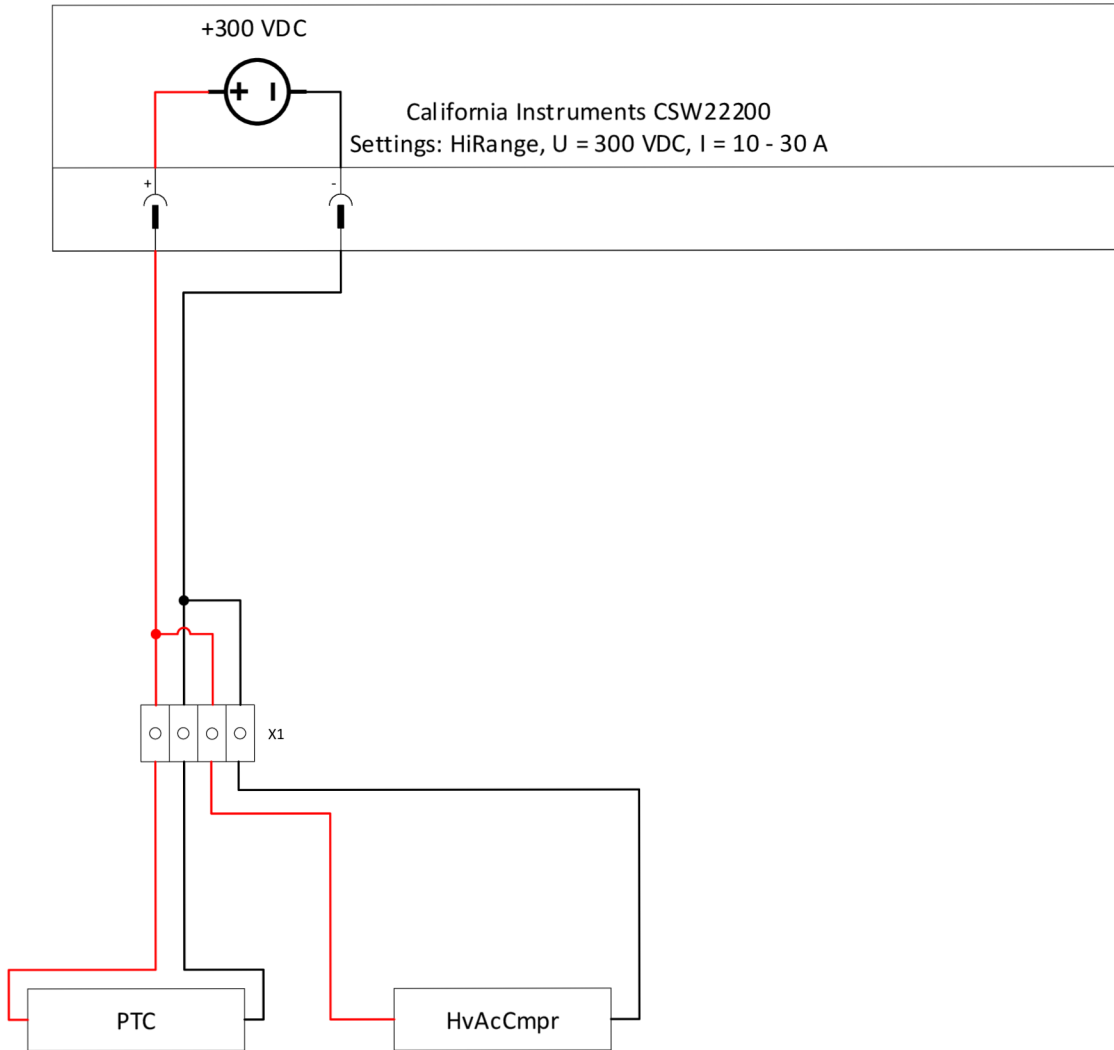 +300 VDC
California Instruments CSW22200
Settings: HiRange, U = 300 VDC, I = 10 - 30 A
+ -
X1
PTC
HvAcCmpr